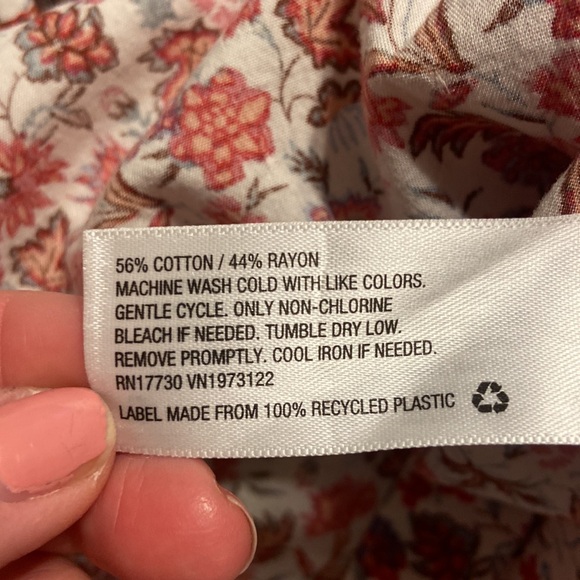 56% COTTON / 44% RAYON
MACHINE WASH COLD WITH LIKE COLORS.
GENTLE CYCLE. ONLY NON-CHLORINE
BLEACH IF NEEDED. TUMBLE DRY LOW.
REMOVE PROMPTLY. COOL IRON IF NEEDED.
RN17730 VN1973122
LABEL MADE FROM 100% RECYCLED PLASTIC